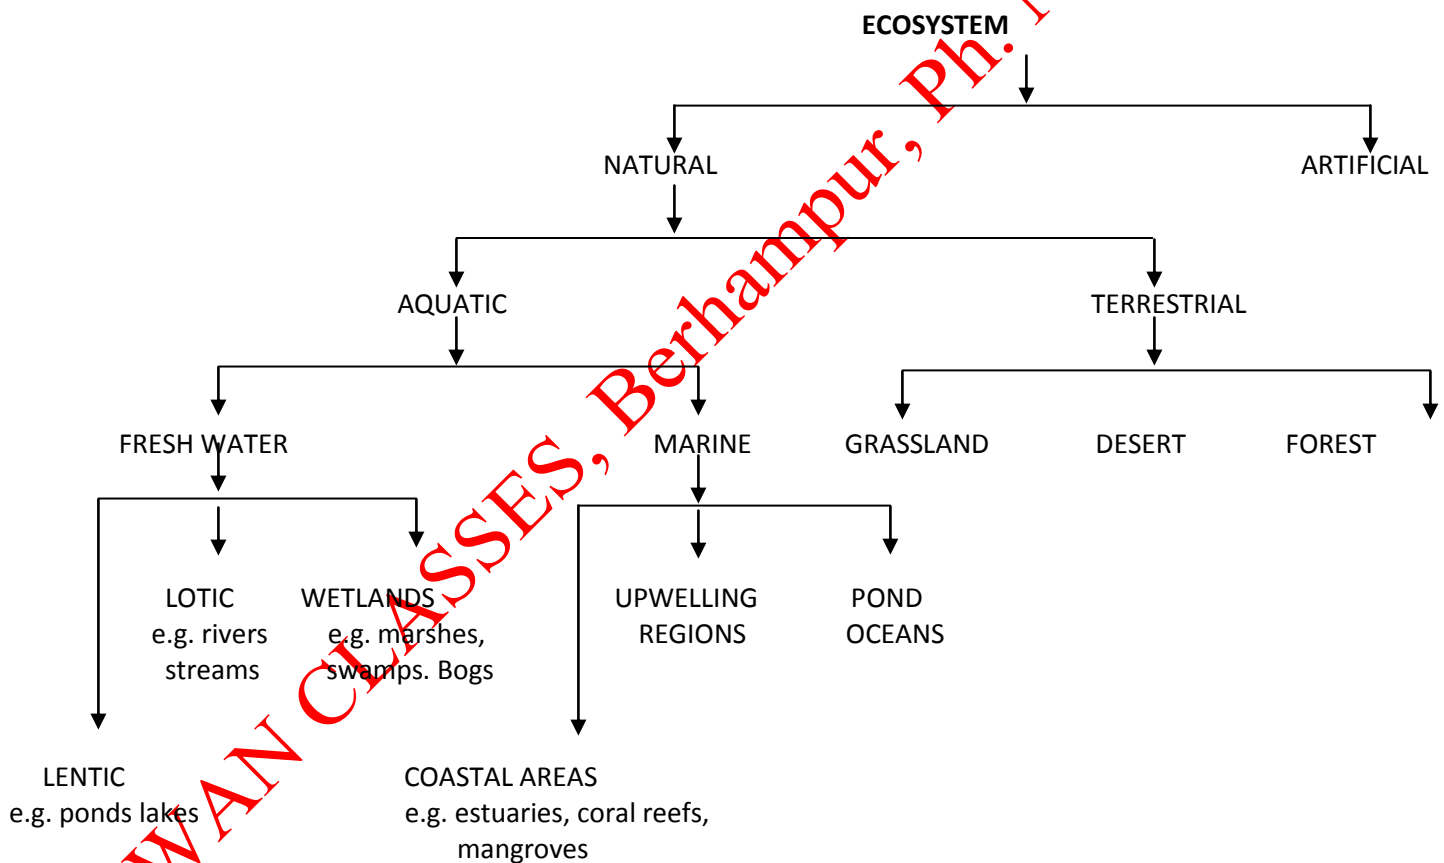 ECOSYSTEM
NATURAL
ARTIFICIAL
AQUATIC
TERRESTRIAL
FRESH WATER
MARINE
GRASSLAND
DESERT
FOREST
LOTIC
e.g. rivers
streams
WETLANDS
e.g. marshes,
swamps. Bogs
UPWELLING
REGIONS
POND
OCEANS
LENTIC
e.g. ponds lakes
COASTAL AREAS
e.g. estuaries, coral reefs,
mangroves
CLASSES, Berhampur, Ph.